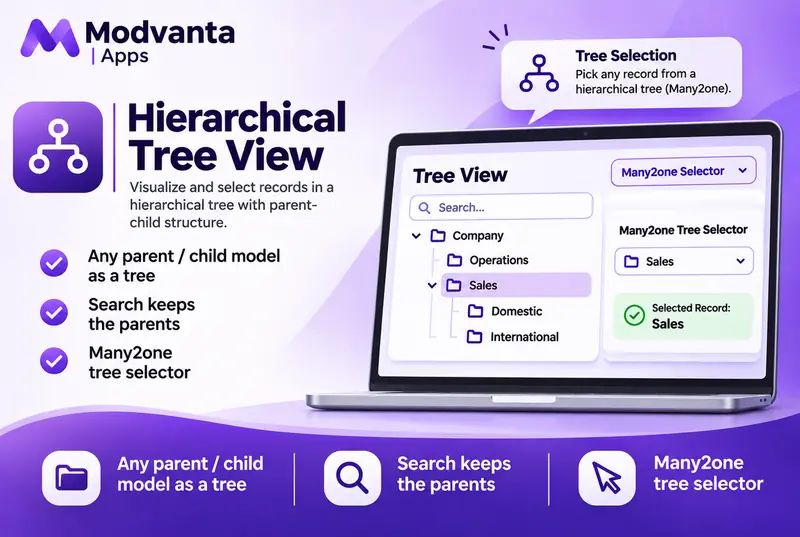 Modvanta
| Apps
Hierarchical
Tree View
Visualize and select records in a
hierarchical tree with parent-
child structure.
Any parent / child model
as a tree
Search keeps
the parents
Many2one
tree selector
Tree Selection
Pick any record from a
hierarchical tree (Many2one).
Tree View
Search...
Company
Operations
Sales
Domestic
International
Many2one Selector
Many2one Tree Selector
Sales
Selected Record:
Sales
Any parent / child
model as a tree
Search keeps
the parents
Many2one
tree selector